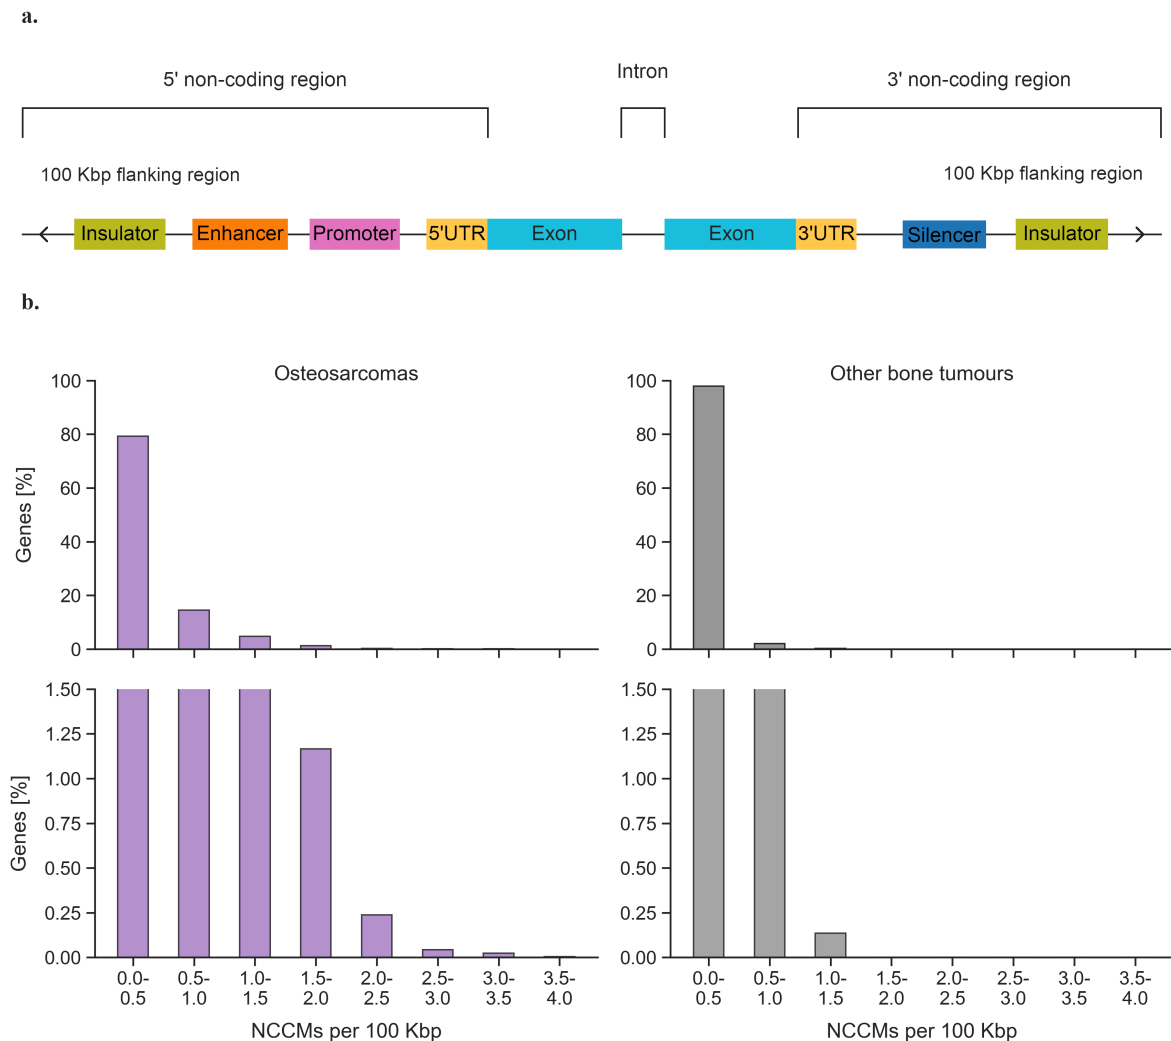 a.
5' non-coding region
Intron
3' non-coding region
100 Kbp flanking region
100 Kbp flanking region
Insulator Enhancer Promoter 5'UTR Exon Exon 3'UTR Silencer Insulator
b.
Osteosarcomas
Other bone tumours
Genes [%]
100
80
60
40
20
0
100
80
60
40
20
0
Genes [%]
1.50
1.25
1.00
0.75
0.50
0.25
0.00
1.50
1.25
1.00
0.75
0.50
0.25
0.00
0.0- 0.5- 1.0- 1.5- 2.0- 2.5- 3.0- 3.5-
0.5 1.0 1.5 2.0 2.5 3.0 3.5 4.0
NCCMs per 100 Kbp
0.0- 0.5- 1.0- 1.5- 2.0- 2.5- 3.0- 3.5-
0.5 1.0 1.5 2.0 2.5 3.0 3.5 4.0
NCCMs per 100 Kbp